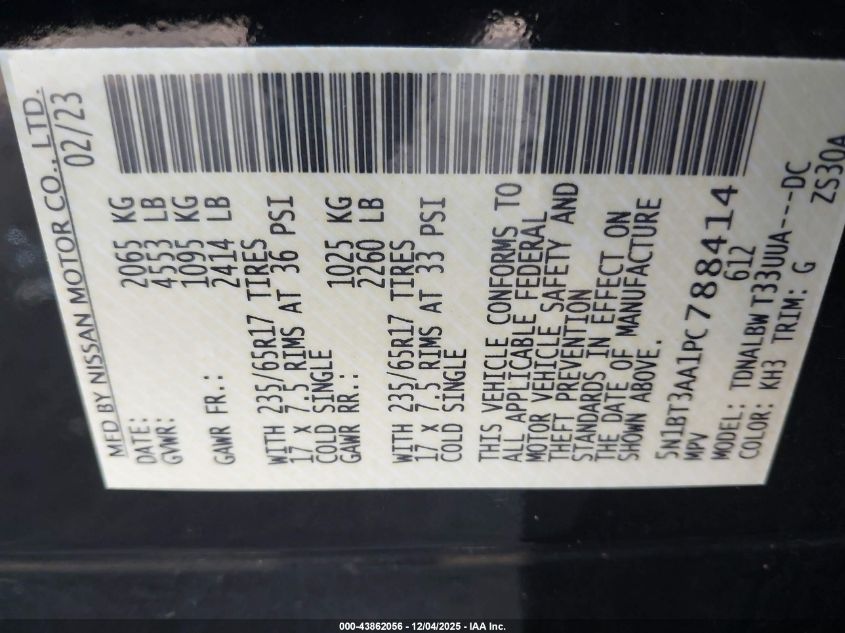 MFD BY NISSAN MOTOR CO., LTD.
DATE: 02/23
GVWR: 2065 KG
4553 LB
1095 KG
GAWR FR.: 2414 LB
WITH 235/65R17 TIRES
17 X 7.5 RIMS AT 36 PSI
COLD SINGLE
GAWR RR.: 1025 KG
2260 LB
WITH 235/65R17 TIRES
17 X 7.5 RIMS AT 33 PSI
COLD SINGLE
THIS VEHICLE CONFORMS TO
ALL APPLICABLE FEDERAL
MOTOR VEHICLE SAFETY AND
THEFT PREVENTION
STANDARDS IN EFFECT ON
THE DATE OF MANUFACTURE
SHOWN ABOVE.
5N1BT3AA1PC788414
MPV 612
MODEL: TDNALBWT33UUA---DC
COLOR: KH3 TRIM: G ZS30A
000-43862056 - 12/04/2025 - IAA Inc.